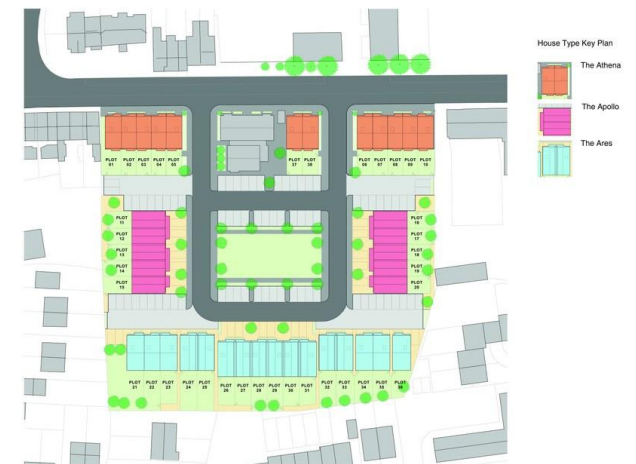 House Type Key Plan
The Athena
The Apollo
The Ares
PLOT 01
PLOT 02
PLOT 03
PLOT 04
PLOT 05
PLOT 37
PLOT 38
PLOT 06
PLOT 07
PLOT 08
PLOT 09
PLOT 10
PLOT 11
PLOT 12
PLOT 13
PLOT 14
PLOT 15
PLOT 16
PLOT 17
PLOT 18
PLOT 19
PLOT 20
PLOT 21
PLOT 22
PLOT 23
PLOT 24
PLOT 25
PLOT 26
PLOT 27
PLOT 28
PLOT 29
PLOT 30
PLOT 31
PLOT 32
PLOT 33
PLOT 34
PLOT 35
PLOT 36